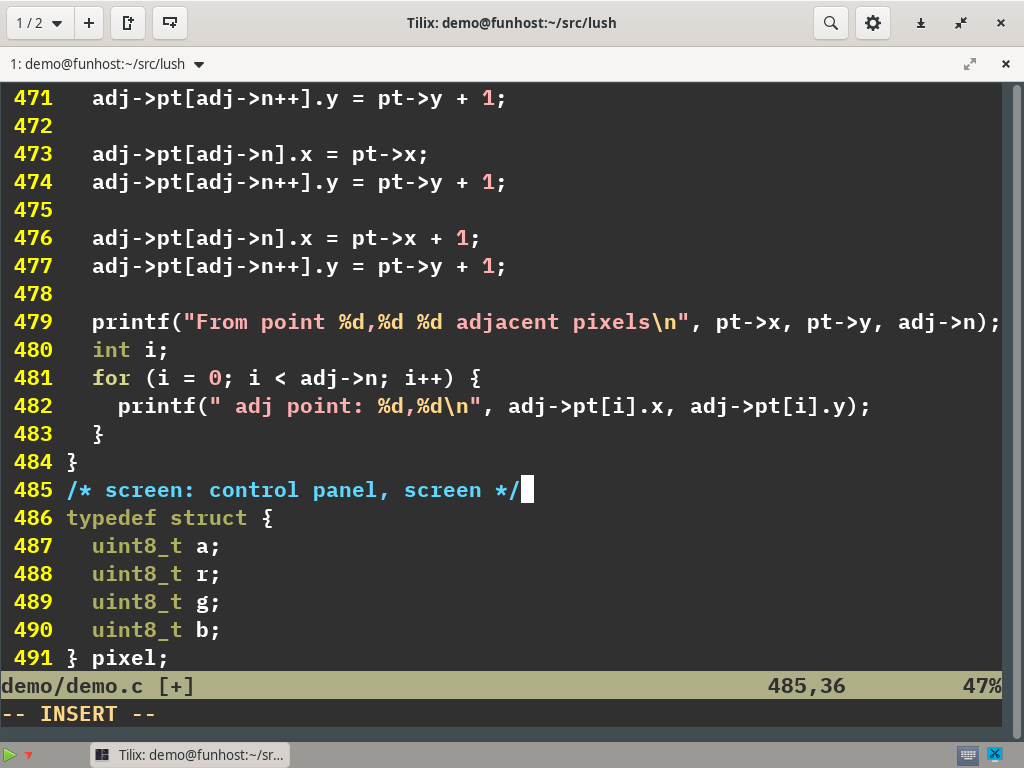 1 / 2
Tilix: demo@funhost:~/src/lush
1: demo@funhost:~/src/lush
471   adj->pt[adj->n++].y = pt->y + 1;
472
473   adj->pt[adj->n].x = pt->x;
474   adj->pt[adj->n++].y = pt->y + 1;
475
476   adj->pt[adj->n].x = pt->x + 1;
477   adj->pt[adj->n++].y = pt->y + 1;
478
479   printf("From point %d,%d %d adjacent pixels\n", pt->x, pt->y, adj->n);
480   int i;
481   for (i = 0; i < adj->n; i++) {
482     printf(" adj point: %d,%d\n", adj->pt[i].x, adj->pt[i].y);
483   }
484 }
485 /* screen: control panel, screen */
486 typedef struct {
487   uint8_t a;
488   uint8_t r;
489   uint8_t g;
490   uint8_t b;
491 } pixel;
demo/demo.c [+] 485,36 47%
-- INSERT --
Tilix: demo@funhost:~/sr...